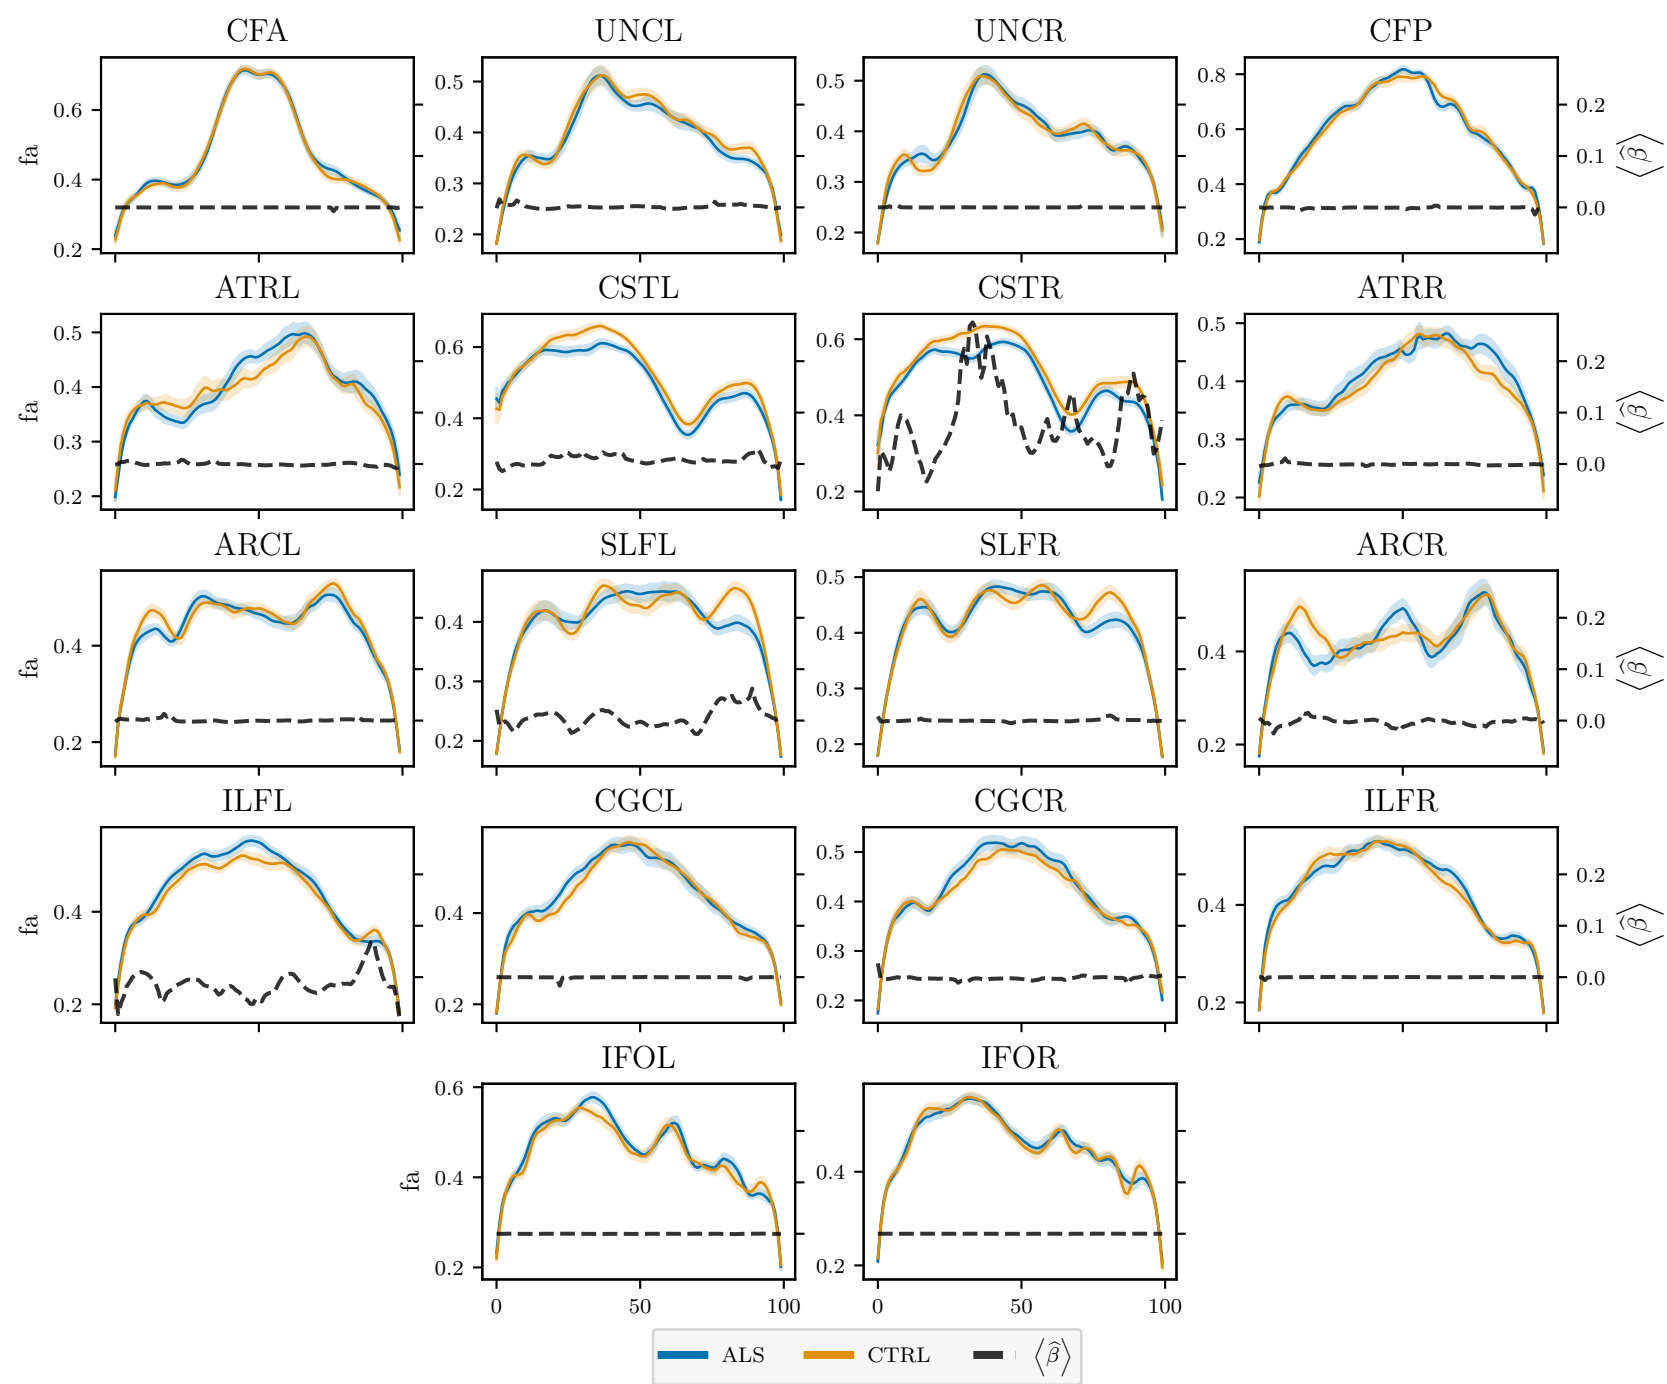 CFA UNCL UNCR CFP
fa 0.6 0.4 0.2 0.5 0.4 0.3 0.2 0.5 0.4 0.3 0.2 0.8 0.6 0.4 0.2 0.2 0.1 0.0 ⟨β̂⟩
ATRL CSTL CSTR ATRR
fa 0.5 0.4 0.3 0.2 0.6 0.4 0.2 0.6 0.4 0.2 0.5 0.4 0.3 0.2 0.2 0.1 0.0 ⟨β̂⟩
ARCL SLFL SLFR ARCR
fa 0.4 0.2 0.4 0.3 0.2 0.5 0.4 0.3 0.2 0.4 0.2 0.2 0.1 0.0 ⟨β̂⟩
ILFL CGCL CGCR ILFR
fa 0.4 0.2 0.4 0.2 0.5 0.4 0.3 0.2 0.4 0.2 0.2 0.1 0.0 ⟨β̂⟩
IFOL IFOR
fa 0.6 0.4 0.2 0.4 0.2
0 50 100 0 50 100
ALS CTRL ⟨β̂⟩